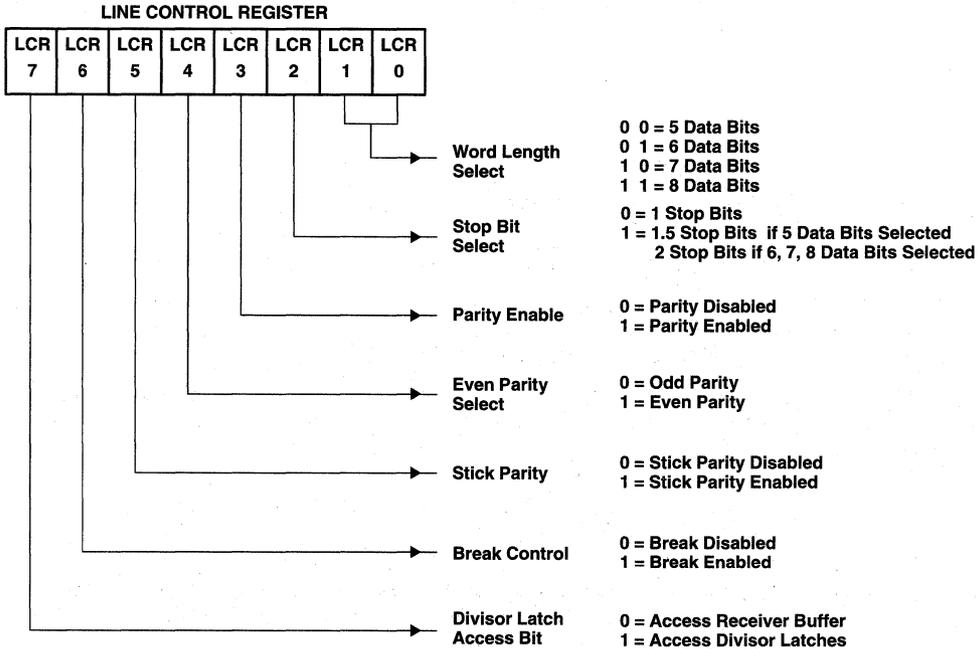 LINE CONTROL REGISTER
LCR LCR LCR LCR LCR LCR LCR LCR
7 6 5 4 3 2 1 0
Word Length
Select
0 0 = 5 Data Bits
0 1 = 6 Data Bits
1 0 = 7 Data Bits
1 1 = 8 Data Bits
Stop Bit
Select
0 = 1 Stop Bits
1 = 1.5 Stop Bits if 5 Data Bits Selected
2 Stop Bits if 6, 7, 8 Data Bits Selected
Parity Enable
0 = Parity Disabled
1 = Parity Enabled
Even Parity
Select
0 = Odd Parity
1 = Even Parity
Stick Parity
0 = Stick Parity Disabled
1 = Stick Parity Enabled
Break Control
0 = Break Disabled
1 = Break Enabled
Divisor Latch
Access Bit
0 = Access Receiver Buffer
1 = Access Divisor Latches